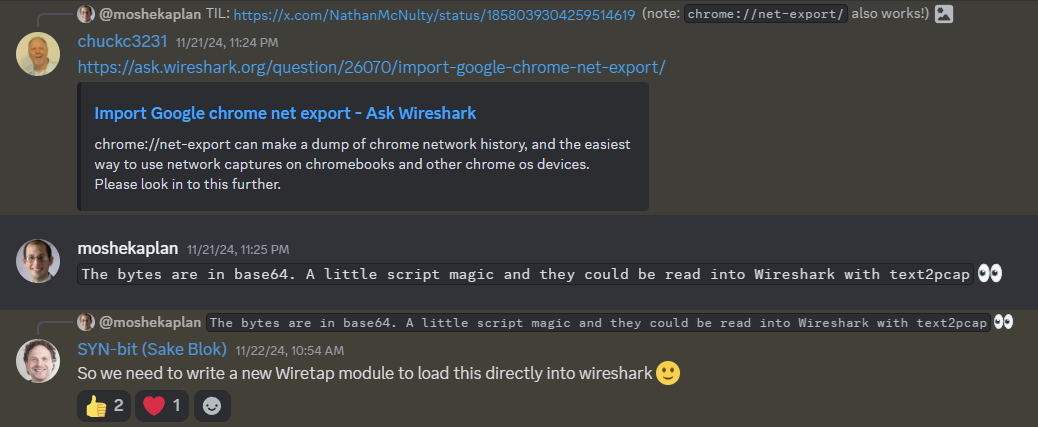 @moshekaplan TIL: https://x.com/NathanMcNulty/status/1858039304259514619 (note: chrome://net-export/ also works!)
chuckc3231 11/21/24, 11:24 PM
https://ask.wireshark.org/question/26070/import-google-chrome-net-export/
Import Google chrome net export - Ask Wireshark
chrome://net-export can make a dump of chrome network history, and the easiest
way to use network captures on chromebooks and other chrome os devices.
Please look in to this further.
moshekaplan 11/21/24, 11:25 PM
The bytes are in base64. A little script magic and they could be read into Wireshark with text2pcap 👀
@moshekaplan The bytes are in base64. A little script magic and they could be read into Wireshark with text2pcap 👀
SYN-bit (Sake Blok) 11/22/24, 10:54 AM
So we need to write a new Wiretap module to load this directly into wireshark 🙂
👍 2 ❤️ 1